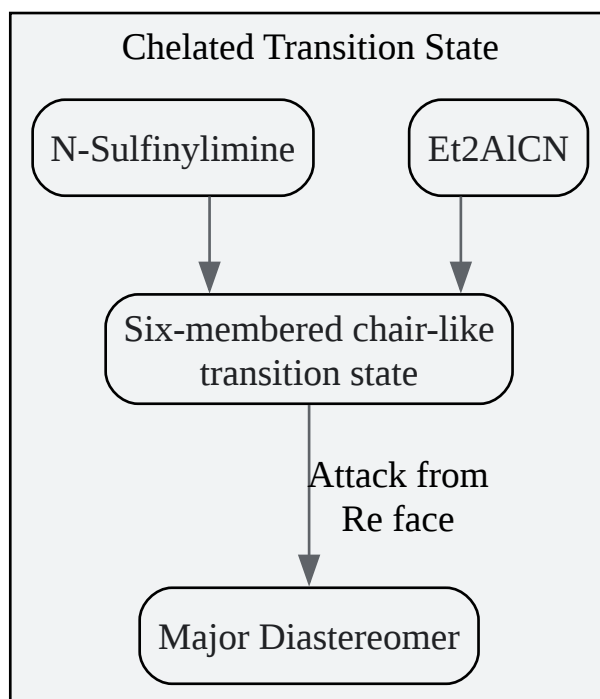 Chelated Transition State
N-Sulfinylimine
Et2AlCN
Six-membered chair-like
transition state
Attack from
Re face
Major Diastereomer